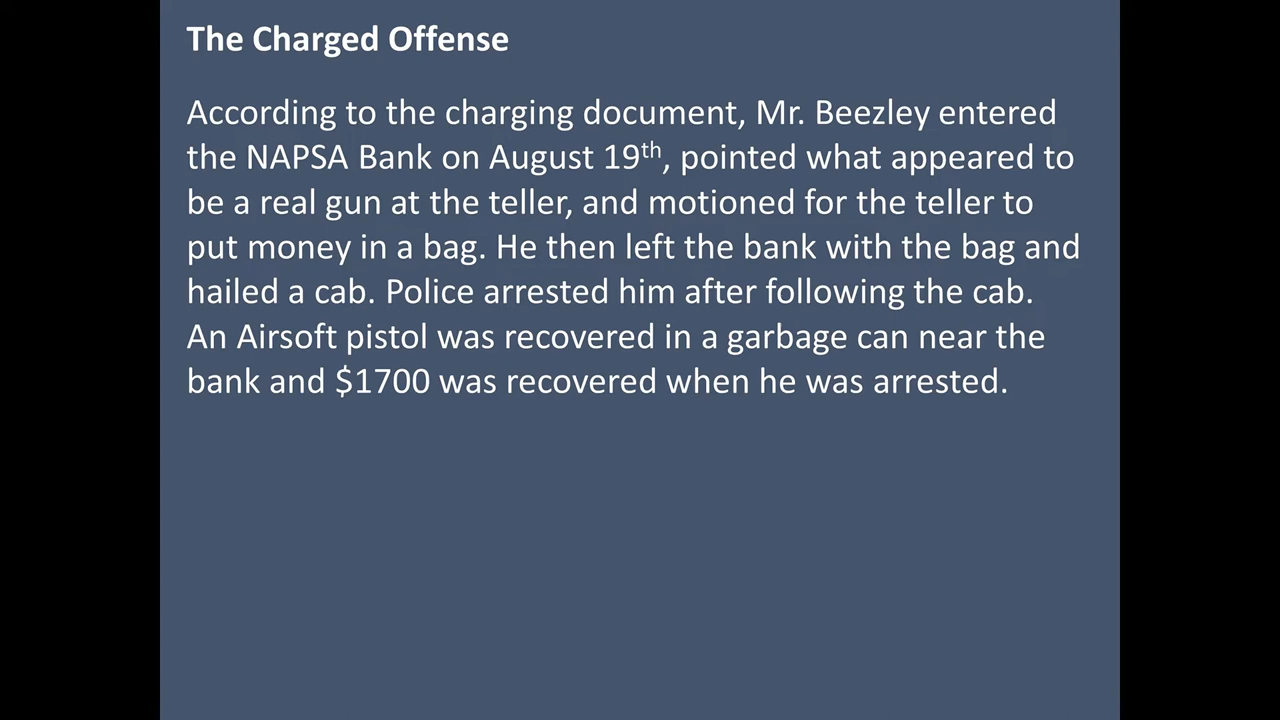 The Charged Offense
According to the charging document, Mr. Beezley entered
the NAPSA Bank on August 19th, pointed what appeared to
be a real gun at the teller, and motioned for the teller to
put money in a bag. He then left the bank with the bag and
hailed a cab. Police arrested him after following the cab.
An Airsoft pistol was recovered in a garbage can near the
bank and $1700 was recovered when he was arrested.